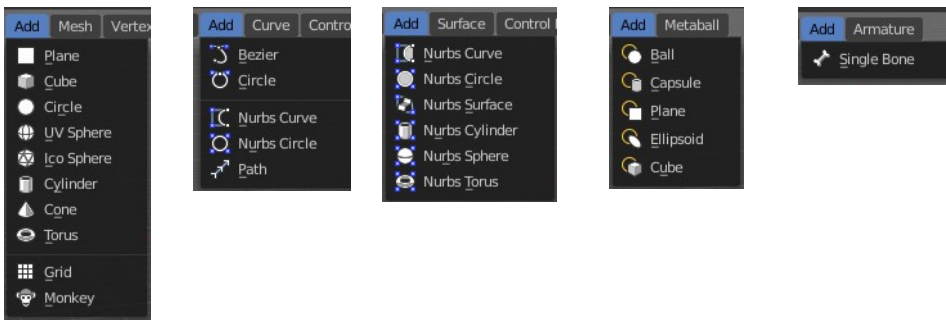 Add Mesh Vertex
Plane
Cube
Circle
UV Sphere
Ico Sphere
Cylinder
Cone
Torus
Grid
Monkey
Add Curve Contro
Bezier
Circle
Nurbs Curve
Nurbs Circle
Path
Add Surface Control
Nurbs Curve
Nurbs Circle
Nurbs Surface
Nurbs Cylinder
Nurbs Sphere
Nurbs Torus
Add Metaball
Ball
Capsule
Plane
Ellipsoid
Cube
Add Armature
Single Bone